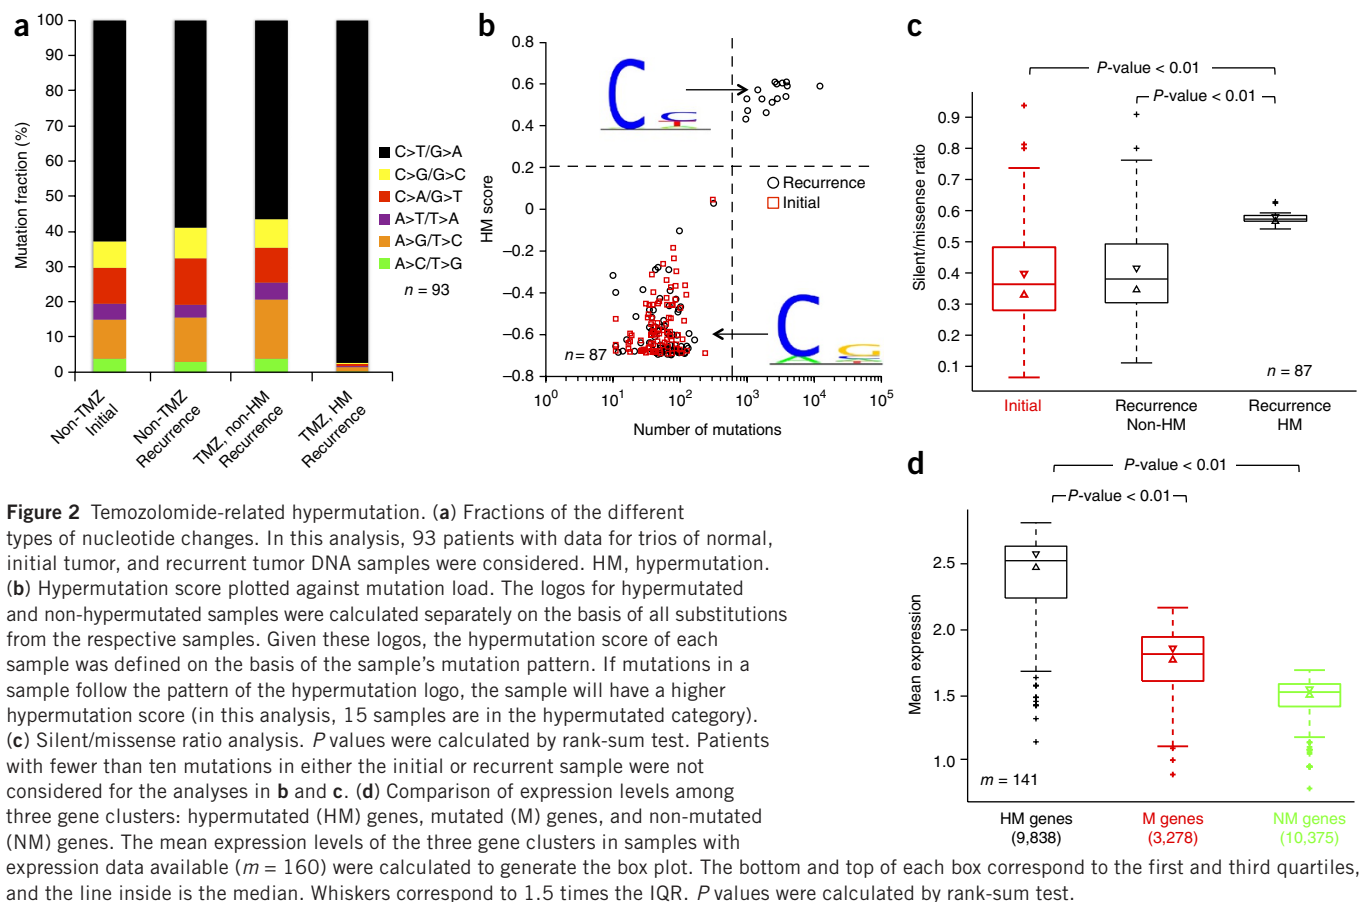 a
Mutation fraction (%)
100
90
80
70
60
50
40
30
20
10
0
Non-TMZ
Initial
Non-TMZ
Recurrence
TMZ, non-HM
Recurrence
TMZ, HM
Recurrence
C>T/G>A
C>G/G>C
C>A/G>T
A>T/T>A
A>G/T>C
A>C/T>G
n = 93
b
HM score
0.8
0.6
0.4
0.2
0
–0.2
–0.4
–0.6
–0.8
C
C
Recurrence
Initial
C
G
n = 87
10⁰
10¹
10²
10³
10⁴
10⁵
Number of mutations
c
P-value < 0.01
P-value < 0.01
Silent/missense ratio
0.9
0.8
0.7
0.6
0.5
0.4
0.3
0.2
0.1
n = 87
Initial
Recurrence
Non-HM
Recurrence
HM
d
P-value < 0.01
P-value < 0.01
Mean expression
2.5
2.0
1.5
1.0
m = 141
HM genes
(9,838)
M genes
(3,278)
NM genes
(10,375)
Figure 2 Temozolomide-related hypermutation. (a) Fractions of the different
types of nucleotide changes. In this analysis, 93 patients with data for trios of normal,
initial tumor, and recurrent tumor DNA samples were considered. HM, hypermutation.
(b) Hypermutation score plotted against mutation load. The logos for hypermutated
and non-hypermutated samples were calculated separately on the basis of all substitutions
from the respective samples. Given these logos, the hypermutation score of each
sample was defined on the basis of the sample's mutation pattern. If mutations in a
sample follow the pattern of the hypermutation logo, the sample will have a higher
hypermutation score (in this analysis, 15 samples are in the hypermutated category).
(c) Silent/missense ratio analysis. P values were calculated by rank-sum test. Patients
with fewer than ten mutations in either the initial or recurrent sample were not
considered for the analyses in b and c. (d) Comparison of expression levels among
three gene clusters: hypermutated (HM) genes, mutated (M) genes, and non-mutated
(NM) genes. The mean expression levels of the three gene clusters in samples with
expression data available (m = 160) were calculated to generate the box plot. The bottom and top of each box correspond to the first and third quartiles,
and the line inside is the median. Whiskers correspond to 1.5 times the IQR. P values were calculated by rank-sum test.